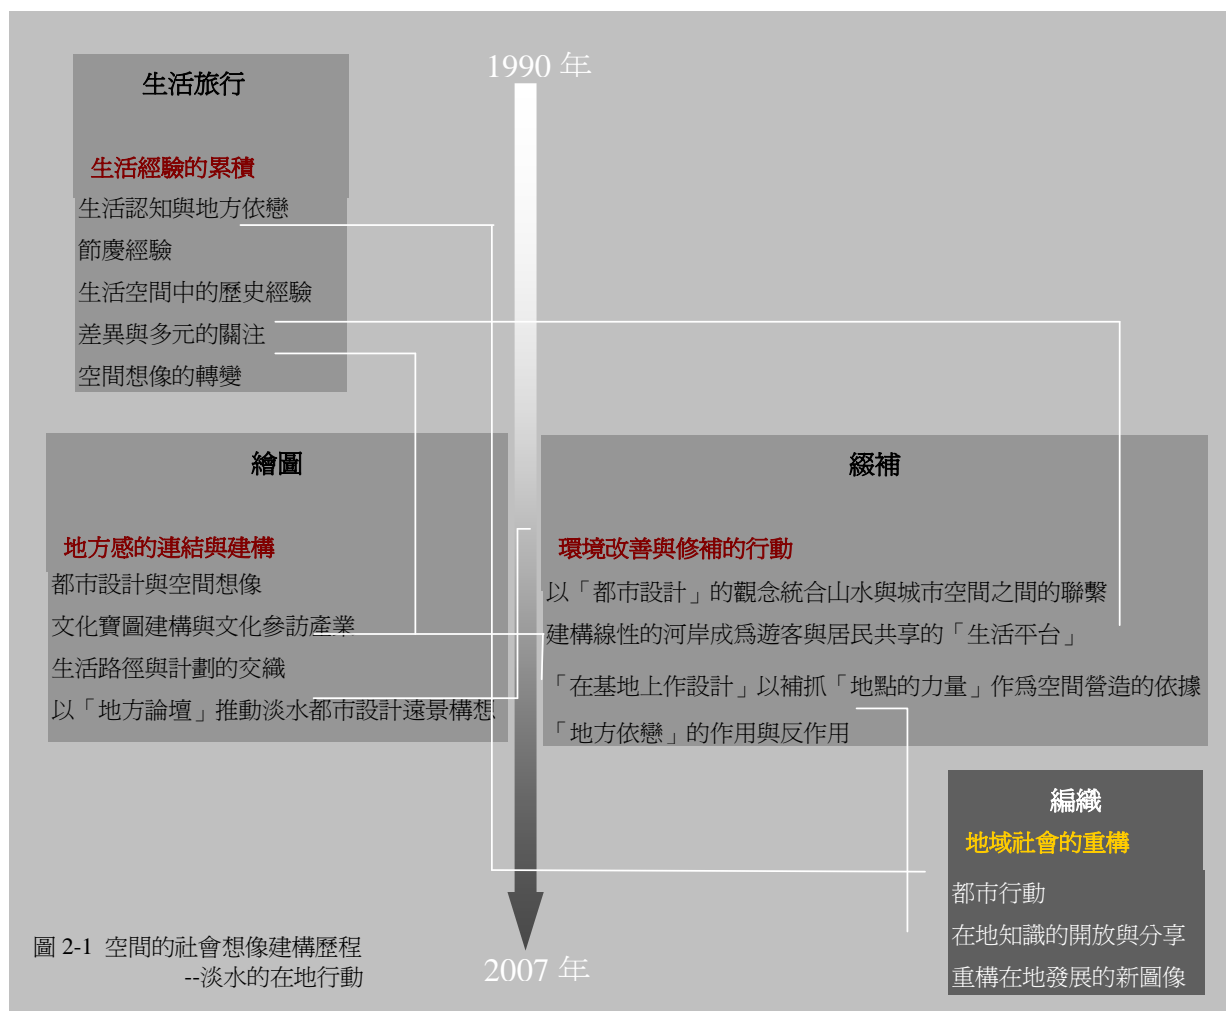 1990 年
生活旅行
生活經驗的累積
生活認知與地方依戀
節慶經驗
生活空間中的歷史經驗
差異與多元的關注
空間想像的轉變
繪圖
地方感的連結與建構
都市設計與空間想像
文化寶圖建構與文化參訪產業
生活路徑與計劃的交織
以「地方論壇」推動淡水都市設計遠景構想
綴補
環境改善與修補的行動
以「都市設計」的觀念統合山水與城市空間之間的聯繫
建構線性的河岸成為遊客與居民共享的「生活平台」
「在基地上作設計」以補抓「地點的力量」作為空間營造的依據
「地方依戀」的作用與反作用
編織
地域社會的重構
都市行動
在地知識的開放與分享
重構在地發展的新圖像
圖 2-1 空間的社會想像建構歷程
--淡水的在地行動
2007 年